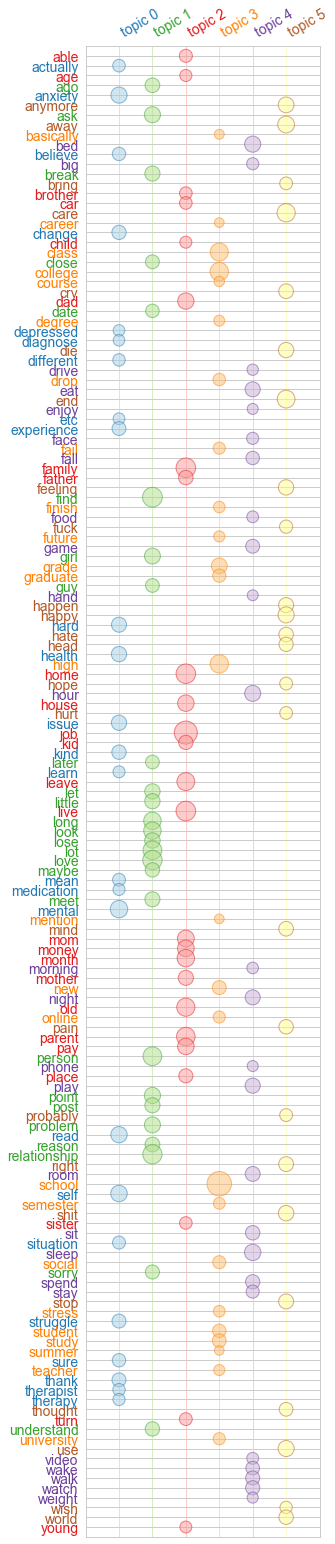 topic 0 topic 1 topic 2 topic 3 topic 4 topic 5
able
actually
age
ago
anxiety
anymore
ask
away
basically
bed
believe
big
break
bring
brother
car
care
career
change
child
class
close
college
course
cry
dad
date
degree
depressed
diagnose
die
different
drive
drop
eat
end
enjoy
etc
experience
face
fail
fall
family
father
feeling
find
finish
food
fuck
future
game
girl
grade
graduate
guy
hand
happen
happy
hard
hate
head
health
high
home
hope
hour
house
hurt
issue
job
kid
kind
later
learn
leave
let
little
live
long
look
lose
lot
love
maybe
mean
medication
meet
mental
mention
mind
mom
money
month
morning
mother
new
night
old
online
pain
parent
pay
person
phone
place
play
point
post
probably
problem
read
reason
relationship
right
room
school
self
semester
shit
sister
sit
situation
sleep
social
sorry
spend
stay
stop
stress
struggle
student
study
summer
sure
teacher
thank
therapist
therapy
thought
turn
understand
university
use
video
wake
walk
watch
weight
wish
world
young